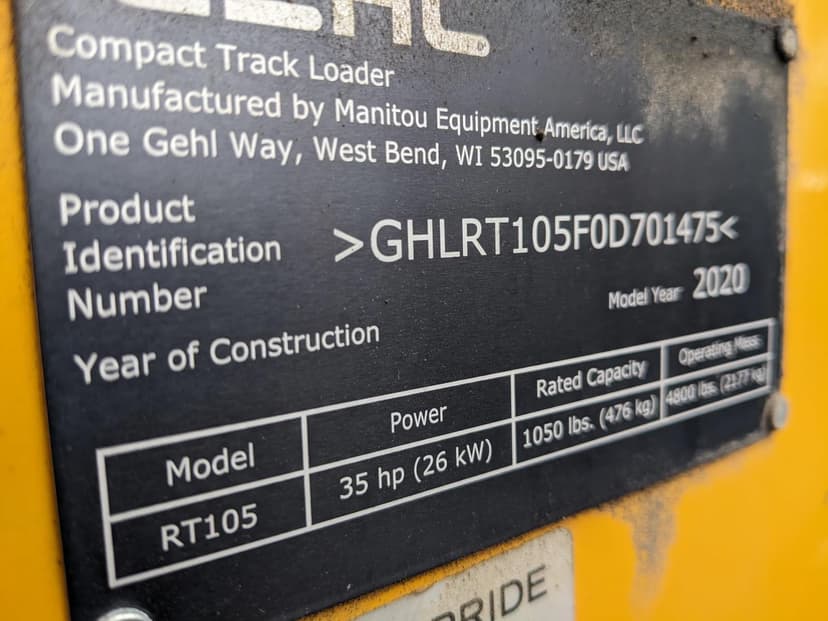 GEHL
Compact Track Loader
Manufactured by Manitou Equipment America, LLC
One Gehl Way, West Bend, WI 53095-0179 USA
Product
Identification >GHLRT105F0D701475<
Number
Model Year 2020
Year of Construction
Model Power Rated Capacity Operating Mass
RT105 35 hp (26 kW) 1050 lbs. (476 kg) 4800 lbs. (2177 kg)
PRIDE